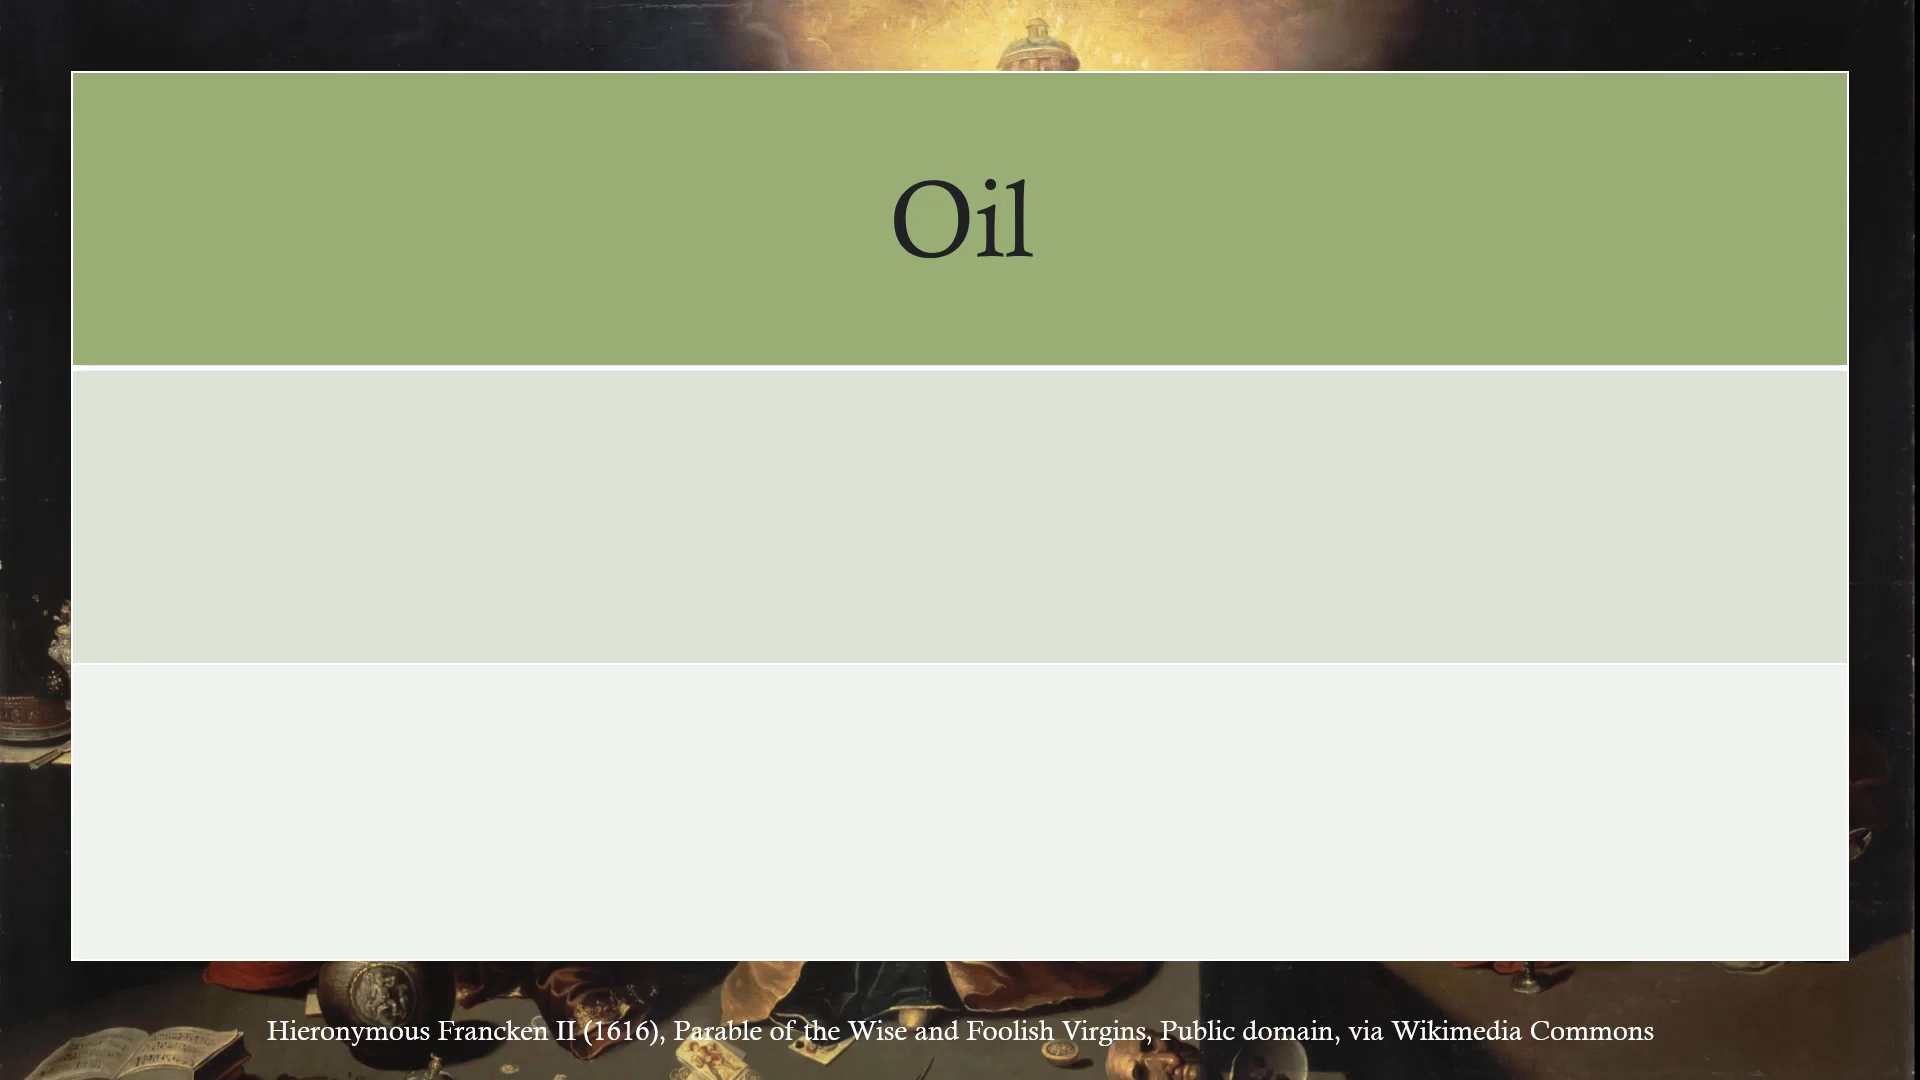 Oil
Hieronymous Francken II (1616), Parable of the Wise and Foolish Virgins, Public domain, via Wikimedia Commons